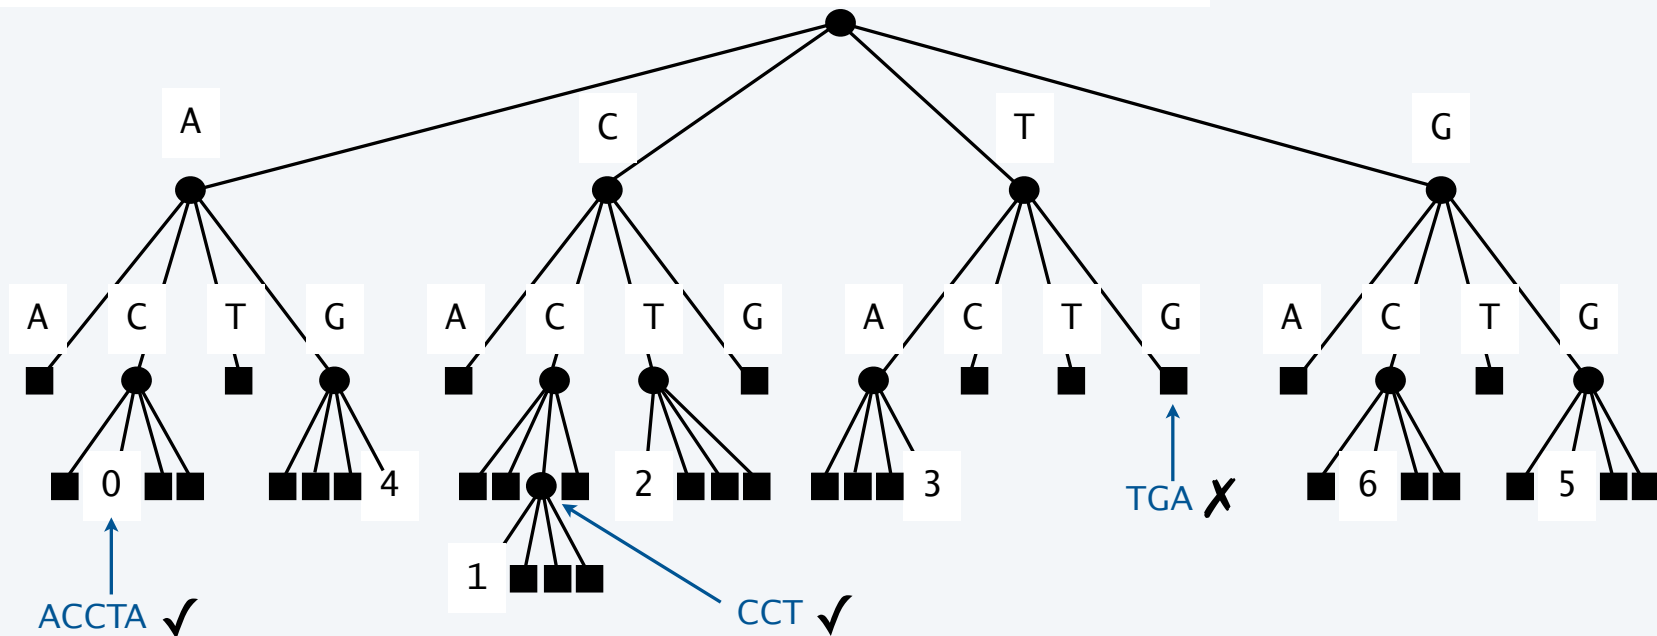 A C T G
A C T G A C T G A C T G A C T G
0 4 2 3 6 5
TGA ✗
1
ACCTA ✓ CCT ✓